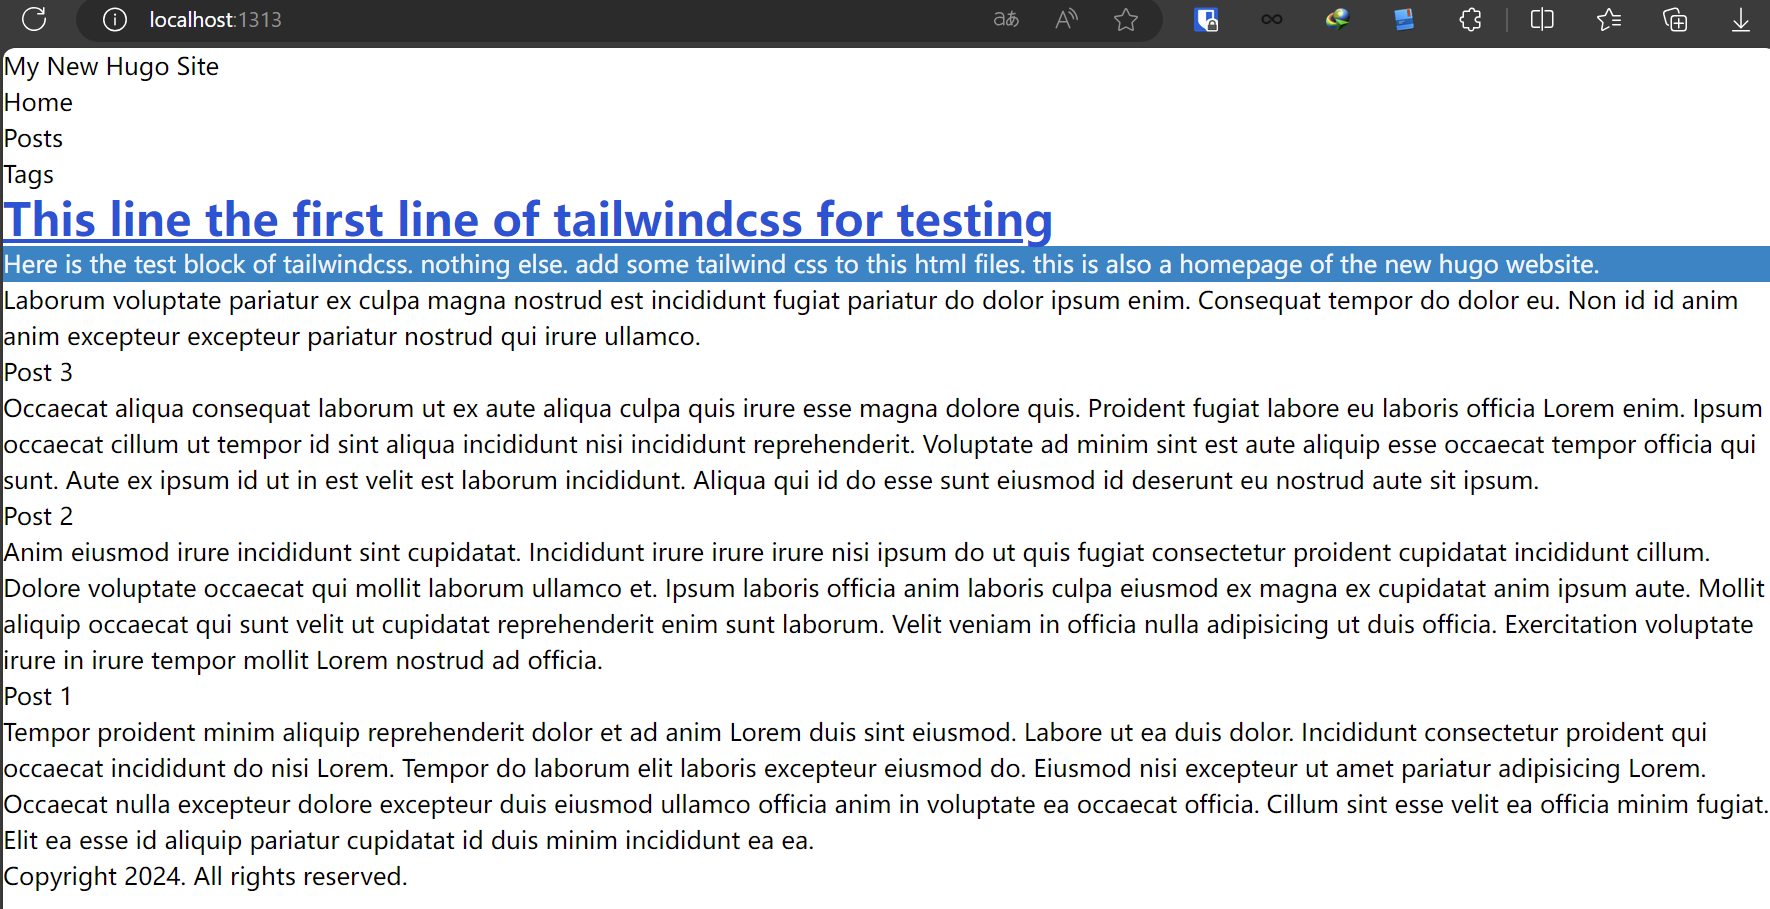 localhost:1313
aあ
A
My New Hugo Site
Home
Posts
Tags
This line the first line of tailwindcss for testing
Here is the test block of tailwindcss. nothing else. add some tailwind css to this html files. this is also a homepage of the new hugo website.
Laborum voluptate pariatur ex culpa magna nostrud est incididunt fugiat pariatur do dolor ipsum enim. Consequat tempor do dolor eu. Non id id anim
anim excepteur excepteur pariatur nostrud qui irure ullamco.
Post 3
Occaecat aliqua consequat laborum ut ex aute aliqua culpa quis irure esse magna dolore quis. Proident fugiat labore eu laboris officia Lorem enim. Ipsum
occaecat cillum ut tempor id sint aliqua incididunt nisi incididunt reprehenderit. Voluptate ad minim sint est aute aliquip esse occaecat tempor officia qui
sunt. Aute ex ipsum id ut in est velit est laborum incididunt. Aliqua qui id do esse sunt eiusmod id deserunt eu nostrud aute sit ipsum.
Post 2
Anim eiusmod irure incididunt sint cupidatat. Incididunt irure irure irure nisi ipsum do ut quis fugiat consectetur proident cupidatat incididunt cillum.
Dolore voluptate occaecat qui mollit laborum ullamco et. Ipsum laboris officia anim laboris culpa eiusmod ex magna ex cupidatat anim ipsum aute. Mollit
aliquip occaecat qui sunt velit ut cupidatat reprehenderit enim sunt laborum. Velit veniam in officia nulla adipisicing ut duis officia. Exercitation voluptate
irure in irure tempor mollit Lorem nostrud ad officia.
Post 1
Tempor proident minim aliquip reprehenderit dolor et ad anim Lorem duis sint eiusmod. Labore ut ea duis dolor. Incididunt consectetur proident qui
occaecat incididunt do nisi Lorem. Tempor do laborum elit laboris excepteur eiusmod do. Eiusmod nisi excepteur ut amet pariatur adipisicing Lorem.
Occaecat nulla excepteur dolore excepteur duis eiusmod ullamco officia anim in voluptate ea occaecat officia. Cillum sint esse velit ea officia minim fugiat.
Elit ea esse id aliquip pariatur cupidatat id duis minim incididunt ea ea.
Copyright 2024. All rights reserved.